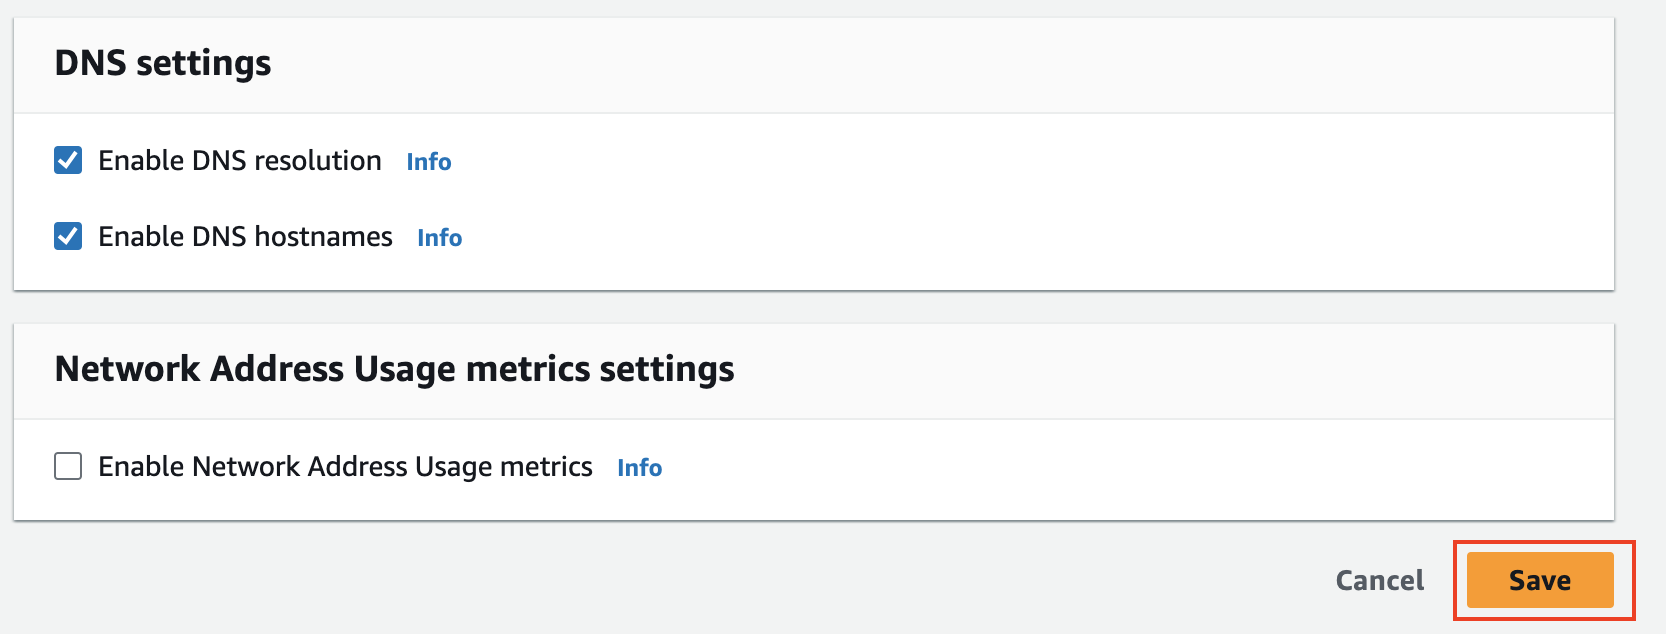 DNS settings
Enable DNS resolution Info
Enable DNS hostnames Info
Network Address Usage metrics settings
Enable Network Address Usage metrics Info
Cancel Save